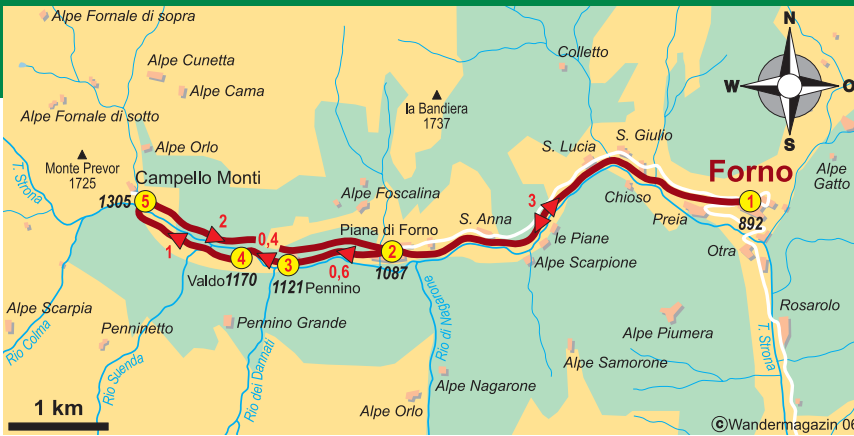 Alpe Fornale di sopra
Alpe Cunetta
Alpe Cama
Alpe Fornale di sotto
Alpe Orlo
Monte Prevor
1725
T. Strona
Campello Monti
1305
5
la Bandiera
1737
Colletto
N
W
O
S
S. Lucia
S. Giulio
Forno
1
892
Alpe
Gatto
Chioso
Preia
Otra
Alpe Foscalina
Piana di Forno
S. Anna
3
2
0,4
2
1087
1
4
3
0,6
Valdo
1170
1121
Pennino
le Piane
Alpe Scarpione
Alpe Scarpia
Rio Colma
Penninetto
Rio Suenda
Pennino Grande
Rio dei Dannati
Rio di Nagarone
Alpe Piumera
Rosarolo
T. Strona
Alpe Samorone
Alpe Nagarone
Alpe Orlo
1 km
©Wandermagazin 06